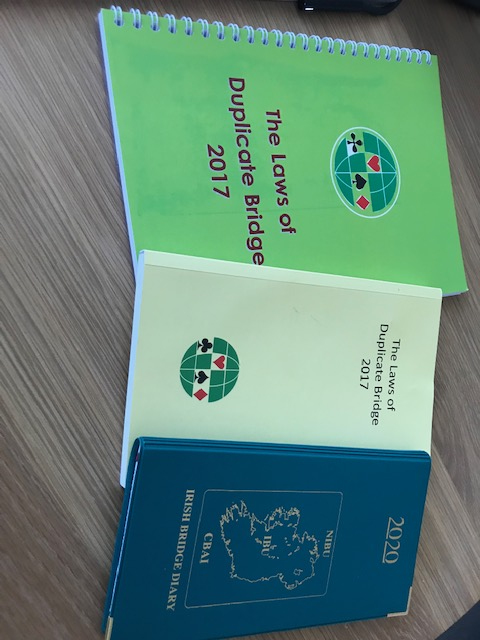 The Laws of
Duplicate Bridge
2017
The Laws of
Duplicate Bridge
2017
2020
NIBU
IBU
CBAI
IRISH BRIDGE DIARY